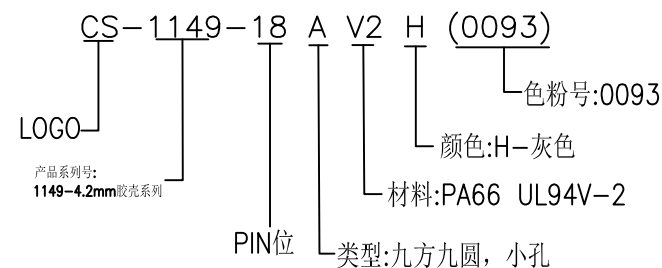 CS-1149-18 A V2 H (0093)
色粉号:0093
LOGO
颜色:H-灰色
产品系列号:
1149-4.2mm胶壳系列
材料:PA66 UL94V-2
PIN位
类型:九方九圆，小孔